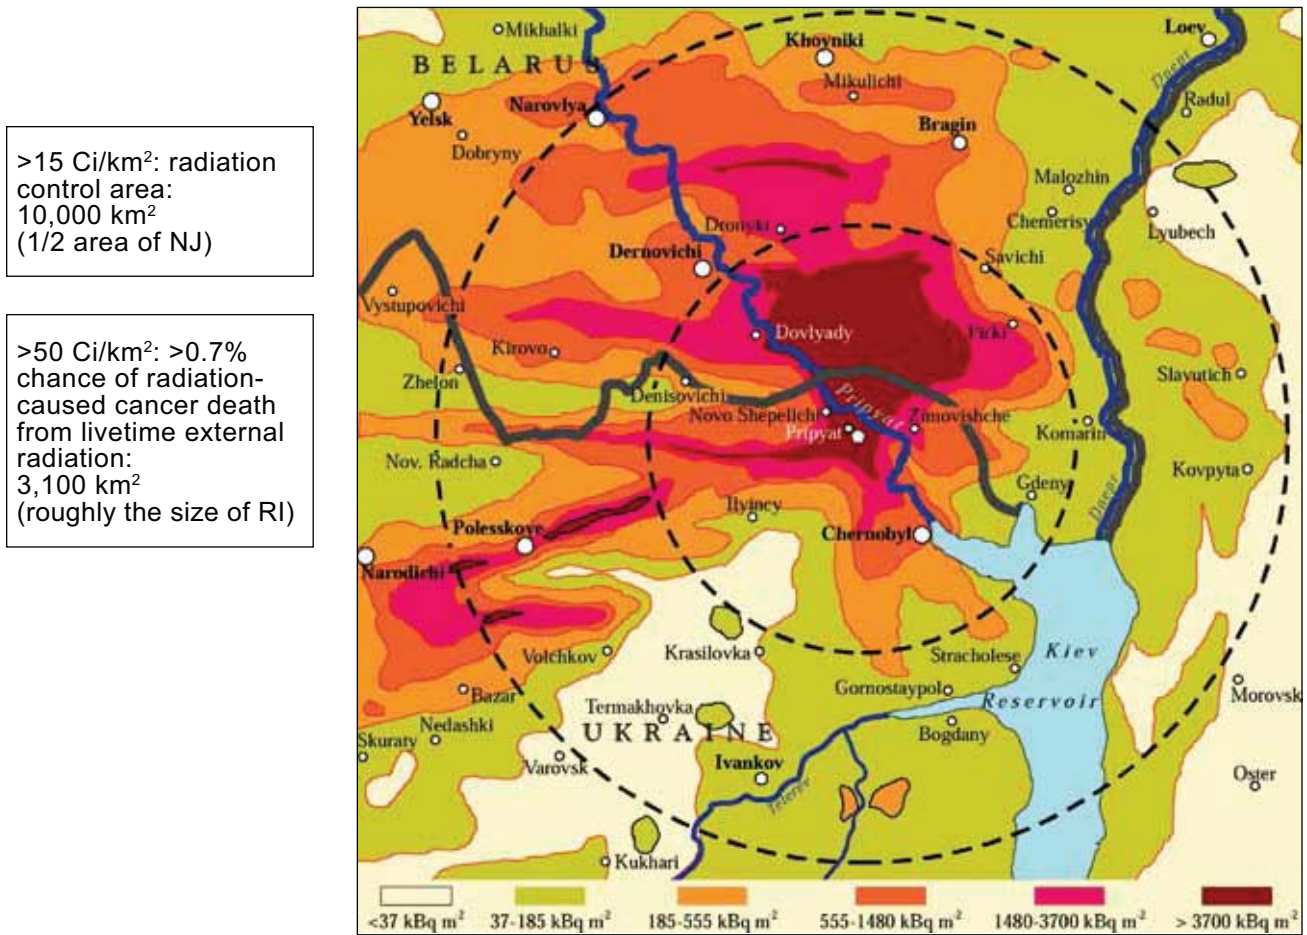 >15 Ci/km²: radiation
control area:
10,000 km²
(1/2 area of NJ)
>50 Ci/km²: >0.7%
chance of radiation-
caused cancer death
from livetime external
radiation:
3,100 km²
(roughly the size of RI)
Mikhalki
Loev
Khoyniki
BELARUS
Mikulichi
Dnepr
Yelsk
Narovlya
Radul
Bragin
Dobryny
Malozhin
Chemerisy
Dronyki
Lyubech
Dernovichi
Savichi
Vystupovichi
Dovlyady
Pirki
Kirovo
Zhelon
Slavutich
Denisovichi
Pripyat
Novo Shepelichi
Zimovishche
Pripyat
Komarin
Nov. Radcha
Kovpyta
Gdeny
Ilyincy
Dnepr
Polesskoye
Chernobyl
Narodichi
Volchkov
Krasilovka
Stracholese
Kiev
Gornostaypol
Bazar
Morovsk
Reservoir
Termakhovka
Nedashki
UKRAINE
Bogdany
Skuraty
Varovsk
Ivankov
Oster
Teterev
Kukhari
<37 kBq m²
37-185 kBq m²
185-555 kBq m²
555-1480 kBq m²
1480-3700 kBq m²
> 3700 kBq m²